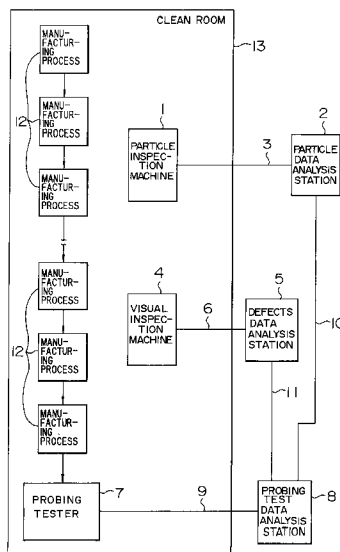 CLEAN ROOM
13
MANU-
FACTUR-
ING
PROCESS
12
MANU-
FACTUR-
ING
PROCESS
MANU-
FACTUR-
ING
PROCESS
1
PARTICLE
INSPEC-
TION
MACHINE
3
2
PARTICLE
DATA
ANALYSIS
STATION
MANU-
FACTUR-
ING
PROCESS
12
MANU-
FACTUR-
ING
PROCESS
MANU-
FACTUR-
ING
PROCESS
4
VISUAL
INSPEC-
TION
MACHINE
6
5
DEFECTS
DATA
ANALYSIS
STATION
10
11
7
PROBING
TESTER
9
PROBING
TEST
DATA
ANALYSIS
STATION
8